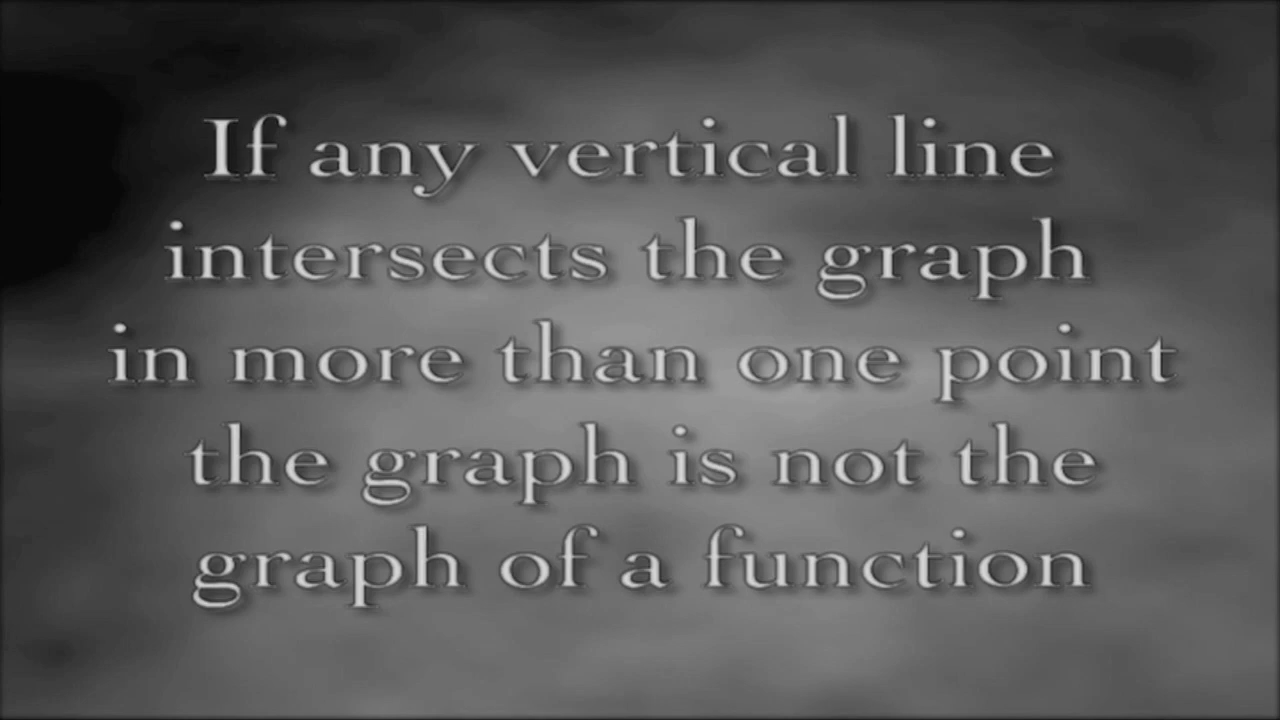 If any vertical line
intersects the graph
in more than one point
the graph is not the
graph of a function